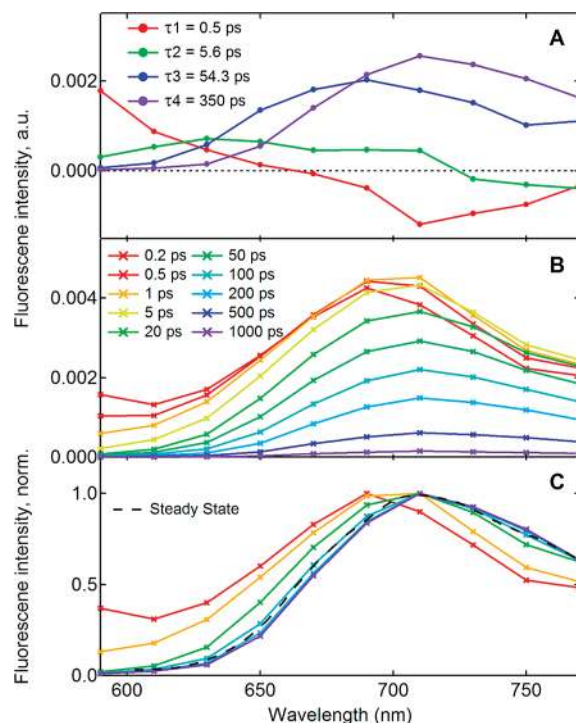 A
τ1 = 0.5 ps
τ2 = 5.6 ps
τ3 = 54.3 ps
τ4 = 350 ps
0.002
0.000
Fluorescene intensity, a.u.
B
0.2 ps 50 ps
0.5 ps 100 ps
1 ps 200 ps
5 ps 500 ps
20 ps 1000 ps
0.004
0.002
0.000
C
Steady State
1.0
0.5
0.0
Fluorescene intensity, norm.
600 650 700 750
Wavelength (nm)